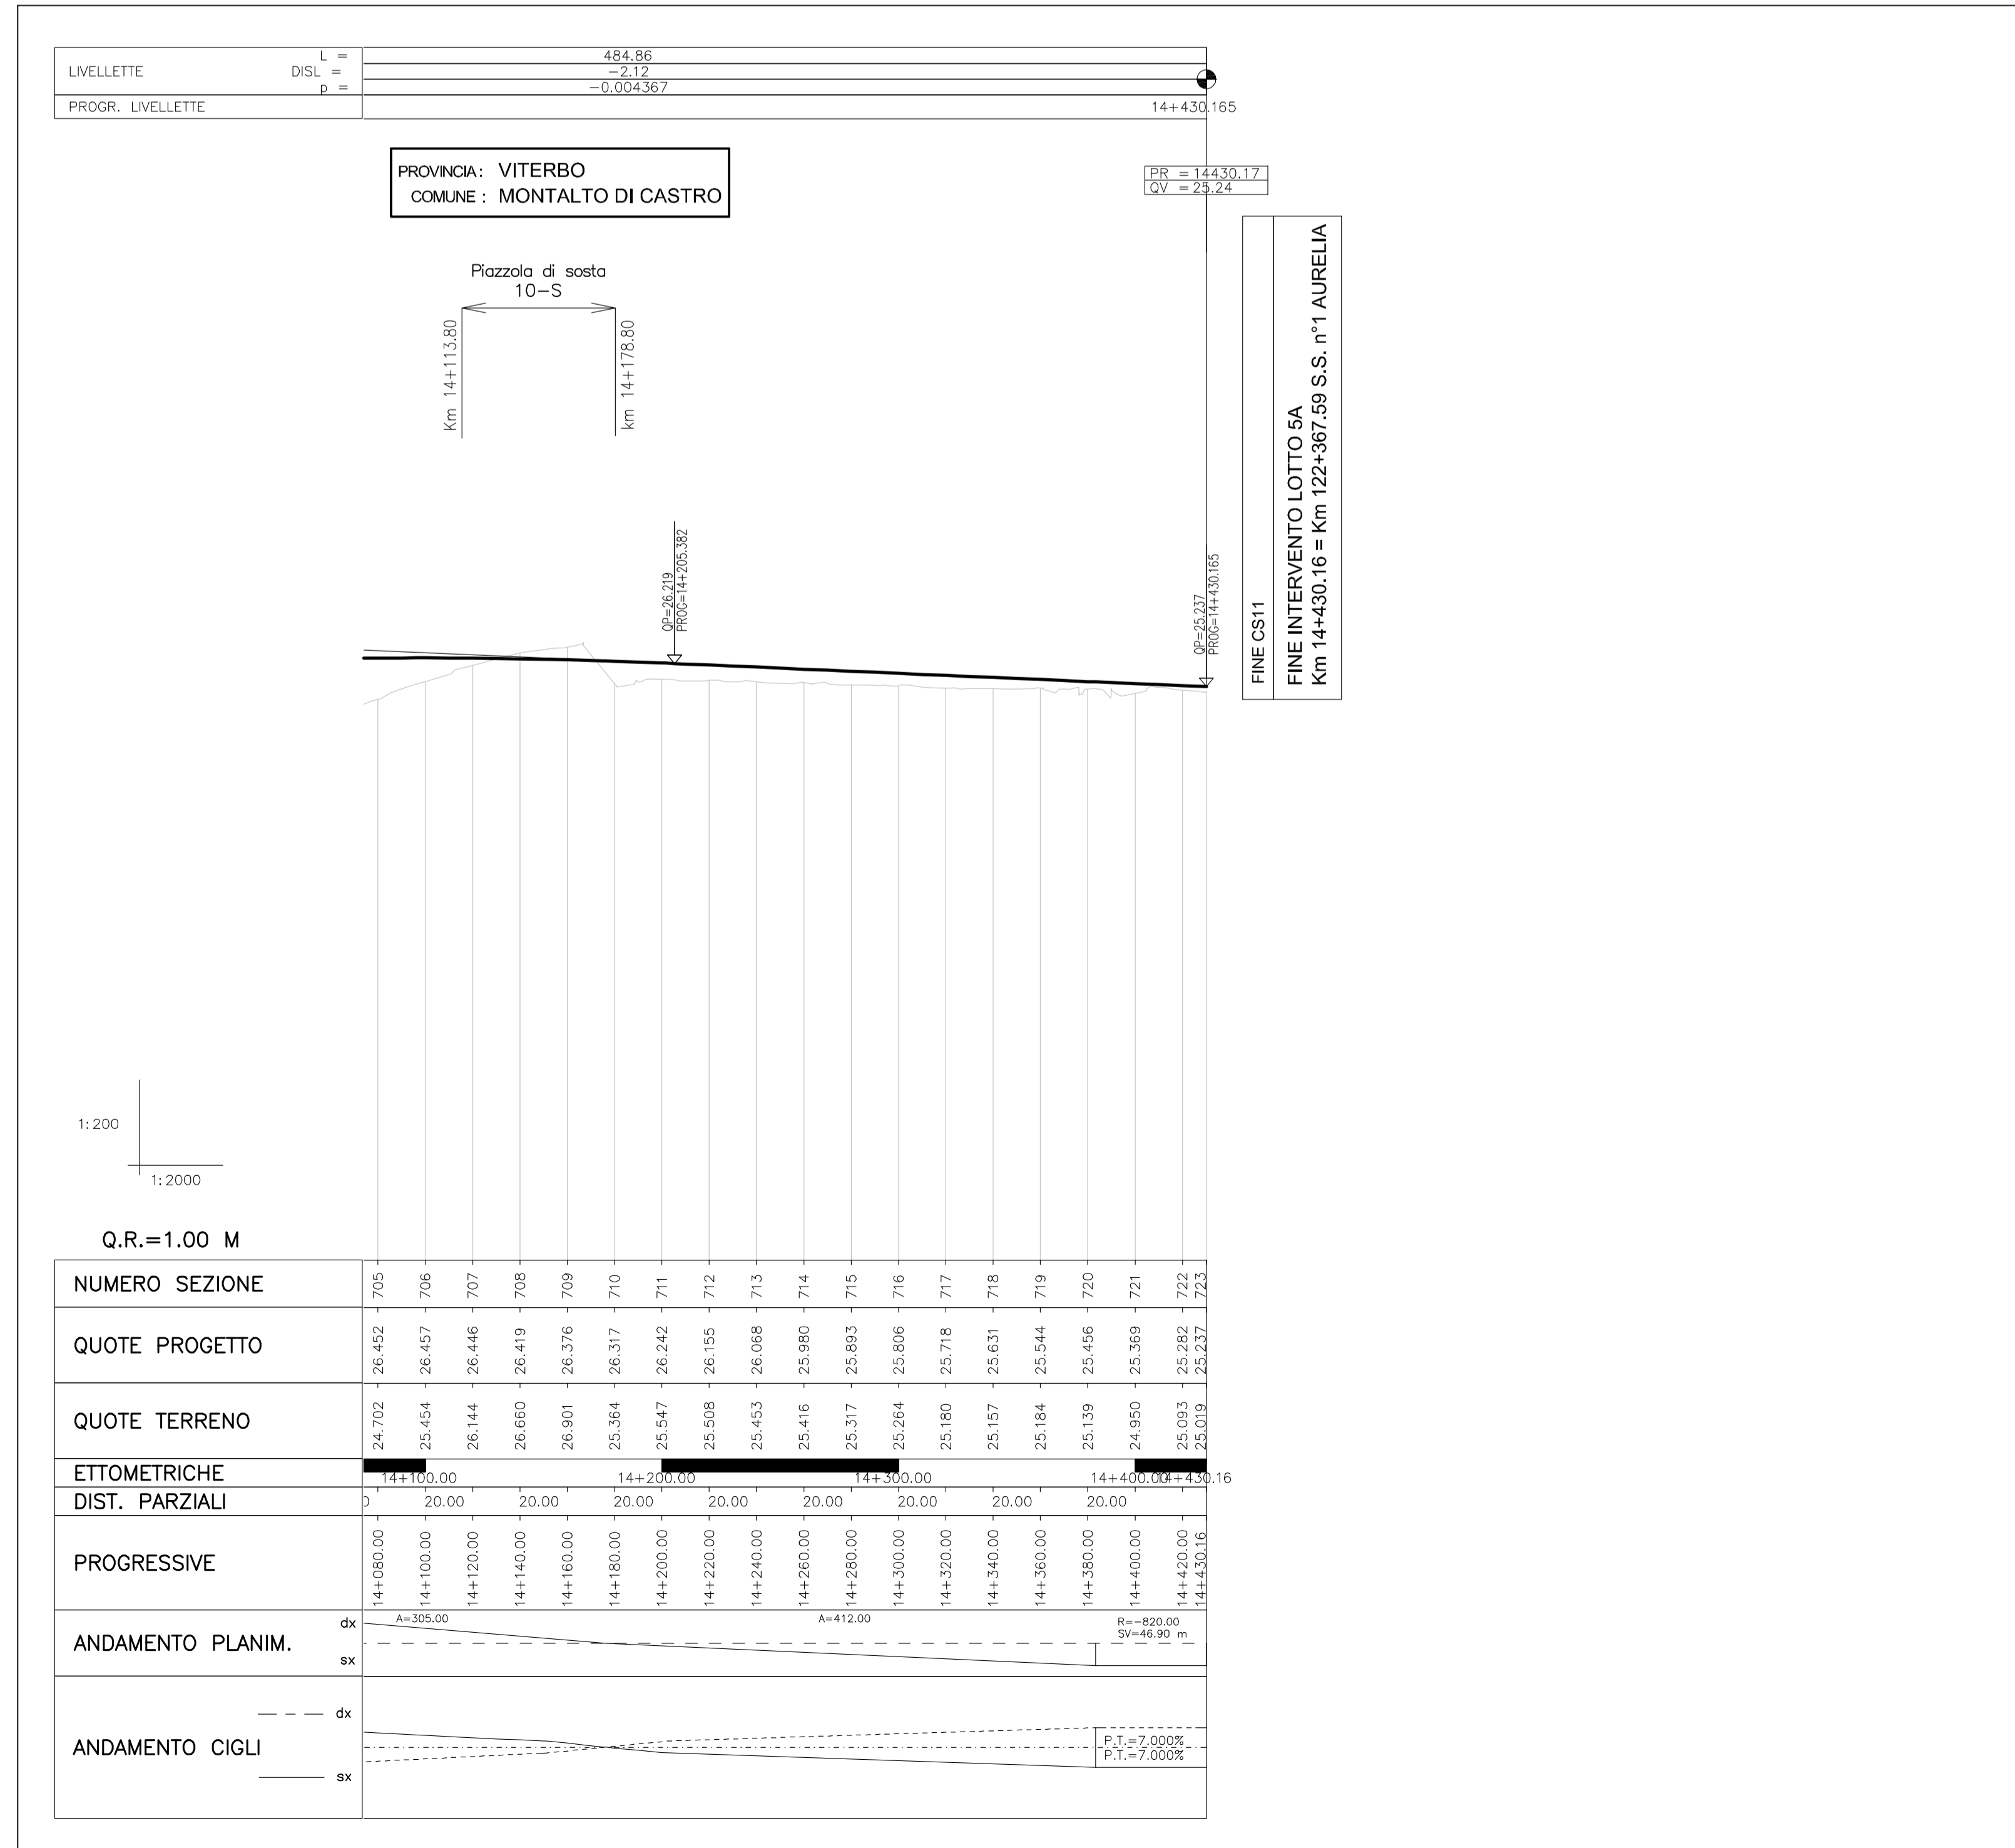 L = 484.86
LIVELLETTE DISL = -2.12
p = -0.004367
PROGR. LIVELLETTE 14+430.165
PROVINCIA: VITERBO
COMUNE : MONTALTO DI CASTRO
PR = 14430.17
QV = 25.24
Piazzola di sosta
10-S
Km 14+113.80
km 14+178.80
QP=26.219
PROG=14+205.382
QP=25.237
PROG=14+430.165
FINE CS11
FINE INTERVENTO LOTTO 5A
Km 14+430.16 = Km 122+367.59 S.S. n°1 AURELIA
1:200
1:2000
Q.R.=1.00 M
NUMERO SEZIONE 705 706 707 708 709 710 711 712 713 714 715 716 717 718 719 720 721 722 723
QUOTE PROGETTO 26.452 26.457 26.446 26.419 26.376 26.317 26.242 26.155 26.068 25.980 25.893 25.806 25.718 25.631 25.544 25.456 25.369 25.282 25.237
QUOTE TERRENO 24.702 25.454 26.144 26.660 26.901 25.364 25.547 25.508 25.453 25.416 25.317 25.264 25.180 25.157 25.184 25.139 24.950 25.093 25.019
ETTOMETRICHE 14+100.00 14+200.00 14+300.00 14+400.00 14+430.16
DIST. PARZIALI 20.00 20.00 20.00 20.00 20.00 20.00 20.00 20.00
PROGRESSIVE 14+080.00 14+100.00 14+120.00 14+140.00 14+160.00 14+180.00 14+200.00 14+220.00 14+240.00 14+260.00 14+280.00 14+300.00 14+320.00 14+340.00 14+360.00 14+380.00 14+400.00 14+420.00 14+430.16
dx A=305.00 A=412.00 R=-820.00
SV=46.90 m
ANDAMENTO PLANIM.
sx
dx
P.T.=7.000%
ANDAMENTO CIGLI
P.T.=7.000%
sx